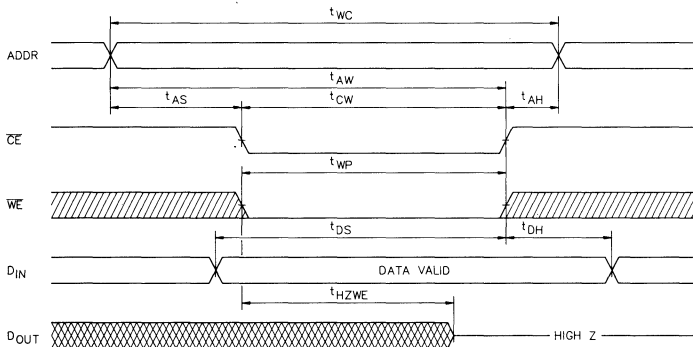 tWC
ADDR
tAW
tAS
tCW
tAH
CE
tWP
WE
tDS
tDH
DIN
DATA VALID
tHZWE
DOUT
HIGH Z